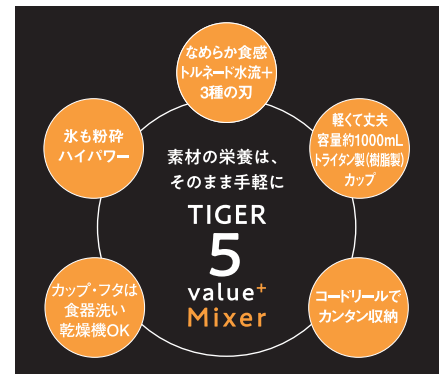 なめらか食感
トルネード水流＋
3種の刃
氷も粉砕
ハイパワー
軽くて丈夫
容量約1000mL
トライタン製(樹脂製)
カップ
素材の栄養は、
そのまま手軽に
TIGER
5
value+
Mixer
カップ・フタは
食器洗い
乾燥機OK
コードリールで
カンタン収納